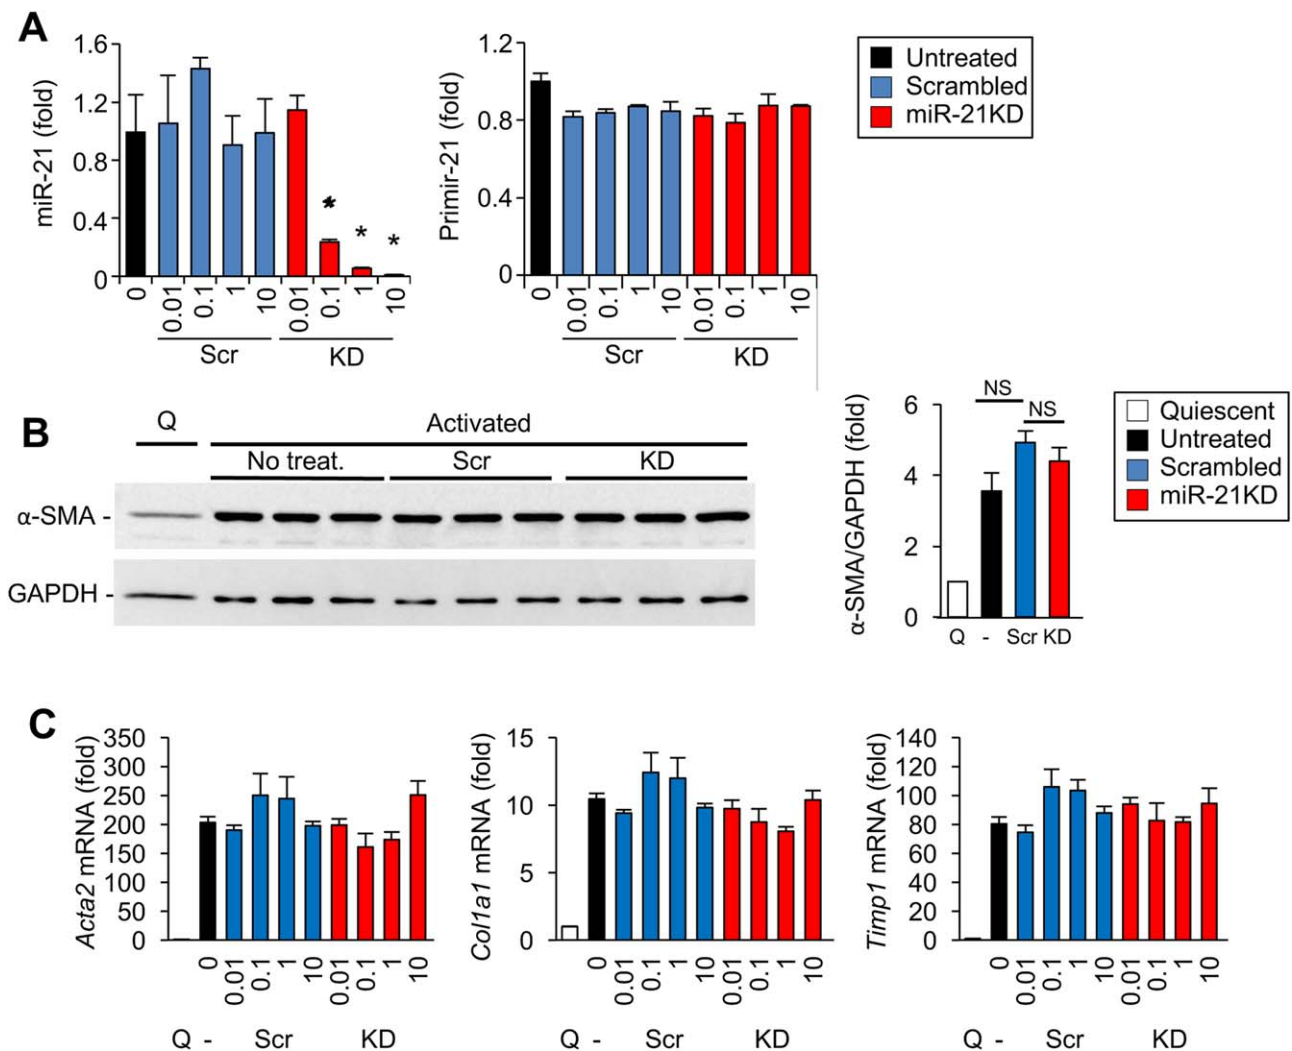 A
miR-21 (fold)
1.6
1.2
0.8
0.4
0
* * *
0 0.01 0.1 1 10 0.01 0.1 1 10
Scr KD
Primir-21 (fold)
1.2
0.8
0.4
0
0 0.01 0.1 1 10 0.01 0.1 1 10
Scr KD
Untreated
Scrambled
miR-21KD
B
Q Activated
No treat. Scr KD
α-SMA -
GAPDH -
α-SMA/GAPDH (fold)
6
4
2
0
NS
NS
Q - Scr KD
Quiescent
Untreated
Scrambled
miR-21KD
C
Acta2 mRNA (fold)
350
300
250
200
150
100
50
0
0 0.01 0.1 1 10 0.01 0.1 1 10
Q - Scr KD
Col1a1 mRNA (fold)
15
10
5
0
0 0.01 0.1 1 10 0.01 0.1 1 10
Q - Scr KD
Timp1 mRNA (fold)
140
120
100
80
60
40
20
0
0 0.01 0.1 1 10 0.01 0.1 1 10
Q - Scr KD